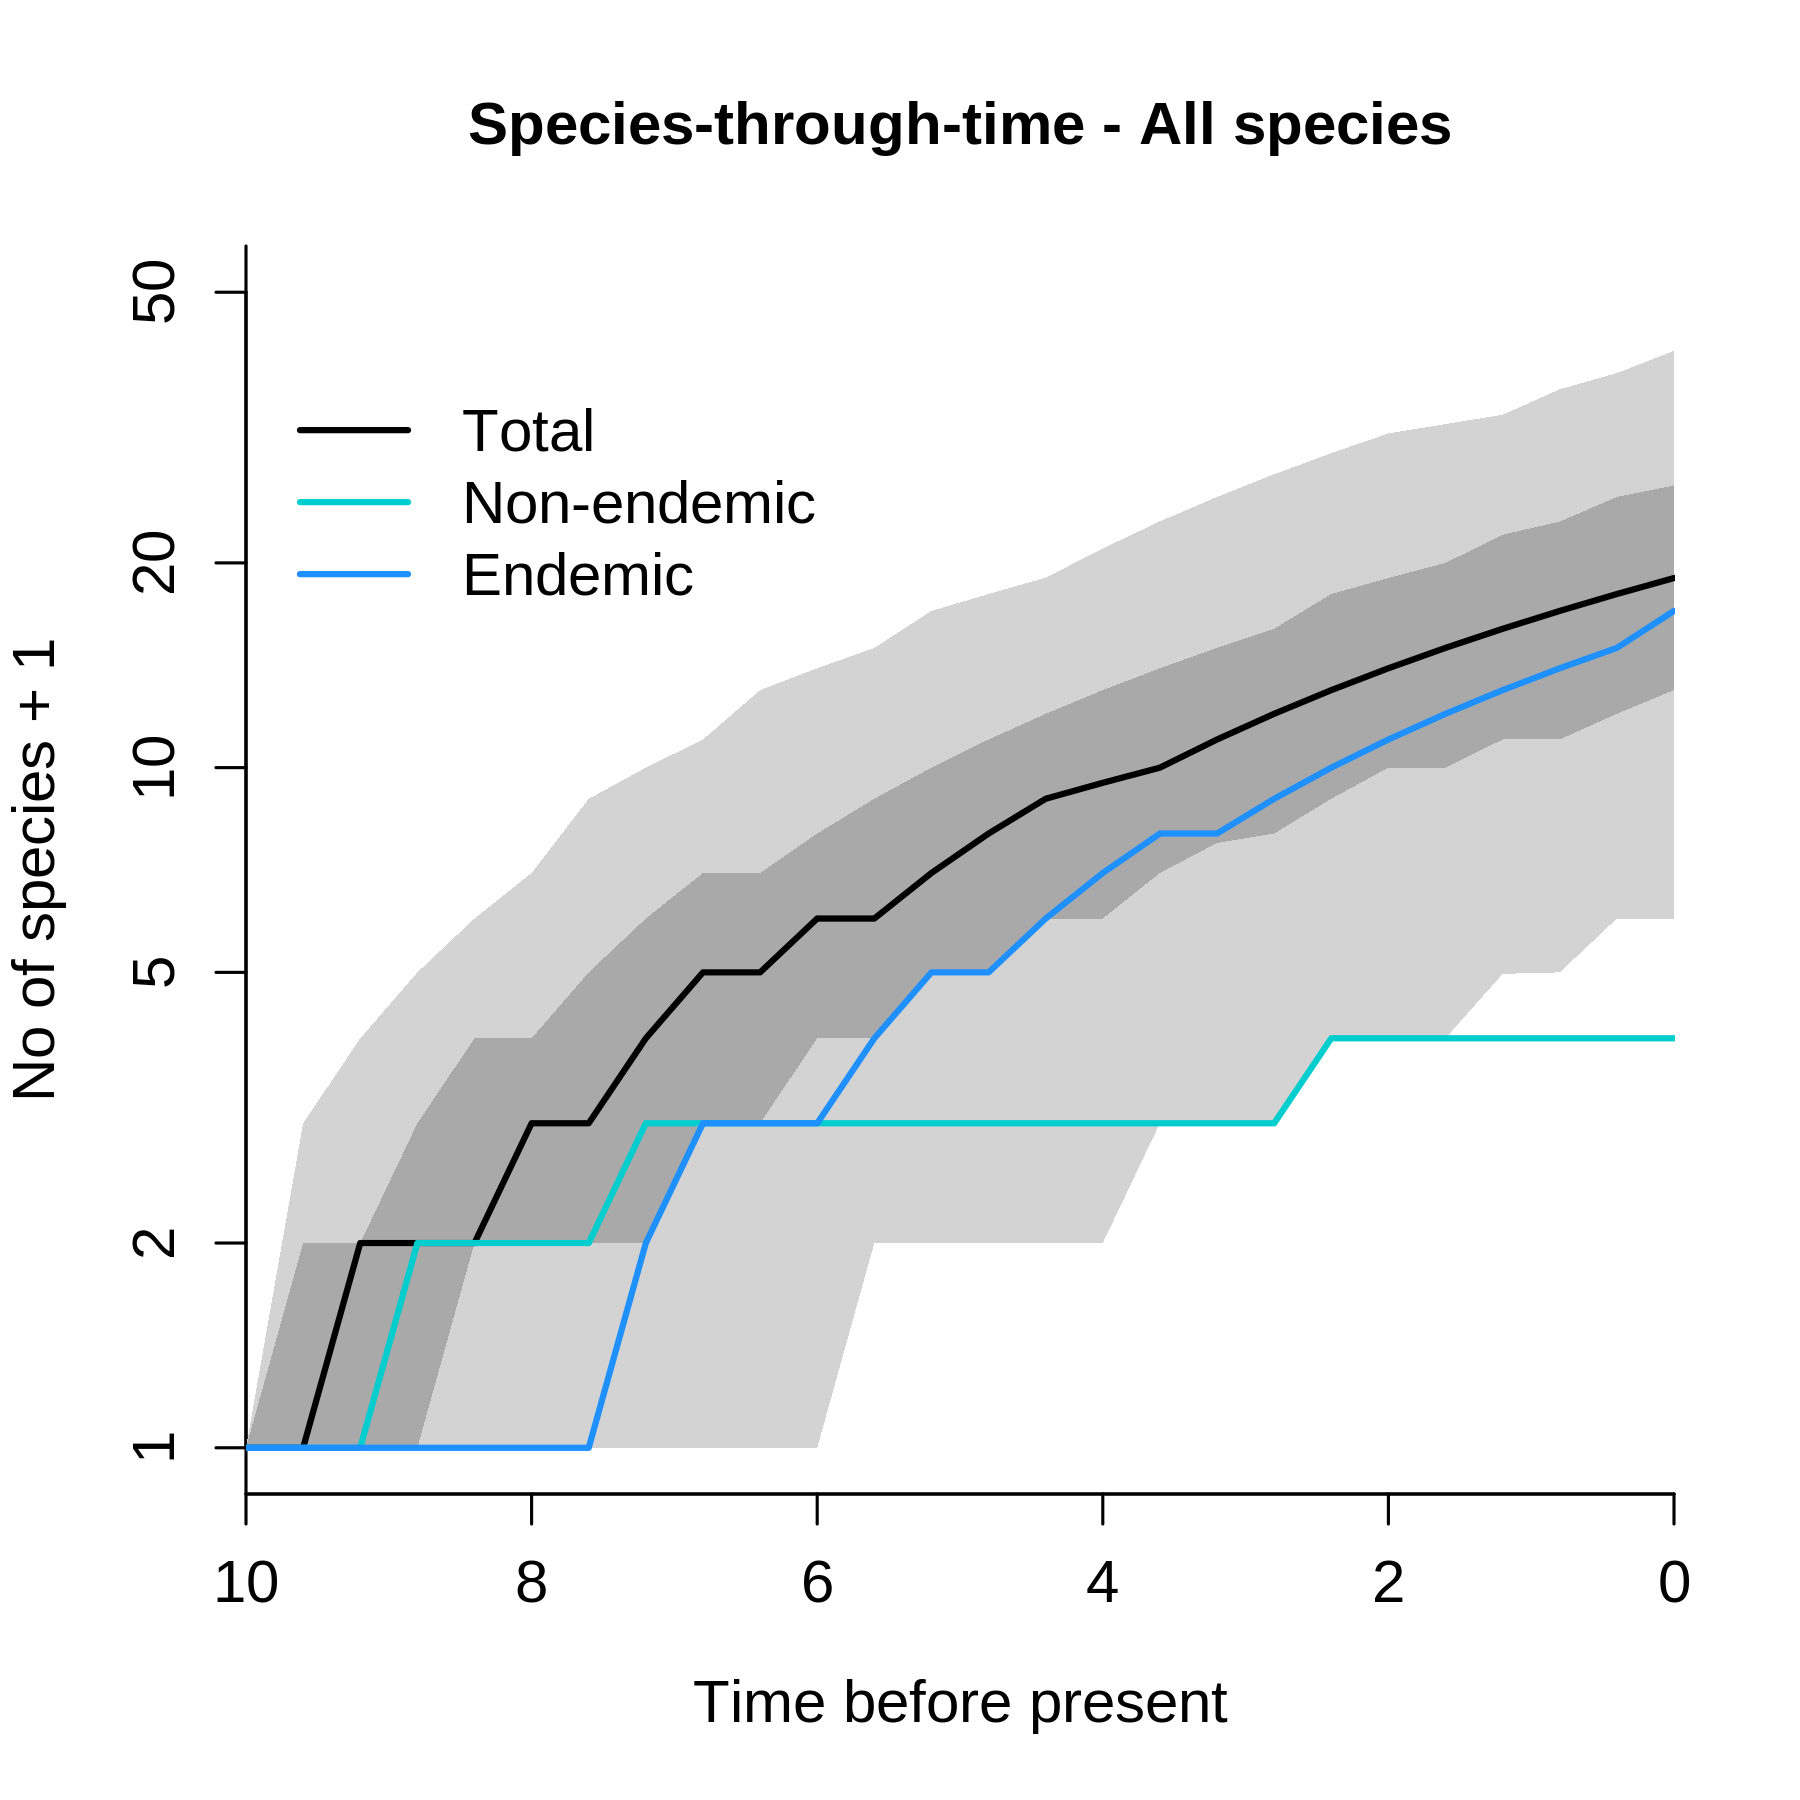 Species-through-time - All species
50
20
10
5
2
1
No of species + 1
Total
Non-endemic
Endemic
10 8 6 4 2 0
Time before present